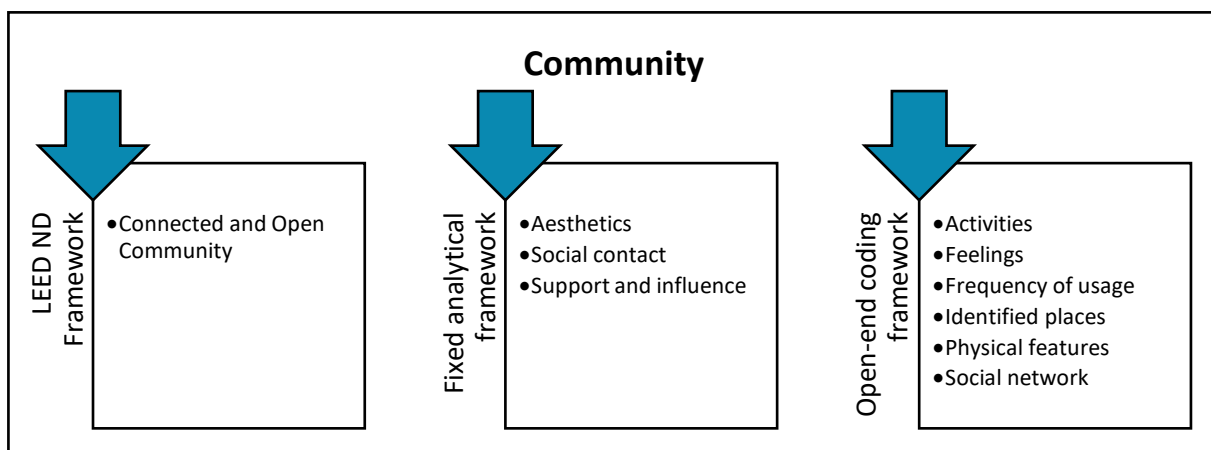 Community
LEED ND
Framework
•Connected and Open
Community
Fixed analytical
framework
•Aesthetics
•Social contact
•Support and influence
Open-end coding
framework
•Activities
•Feelings
•Frequency of usage
•Identified places
•Physical features
•Social network